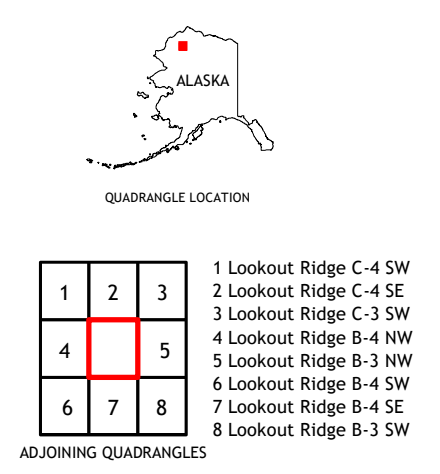 ALASKA
QUADRANGLE LOCATION
1 2 3
4 5
6 7 8
1 Lookout Ridge C-4 SW
2 Lookout Ridge C-4 SE
3 Lookout Ridge C-3 SW
4 Lookout Ridge B-4 NW
5 Lookout Ridge B-3 NW
6 Lookout Ridge B-4 SW
7 Lookout Ridge B-4 SE
8 Lookout Ridge B-3 SW
ADJOINING QUADRANGLES